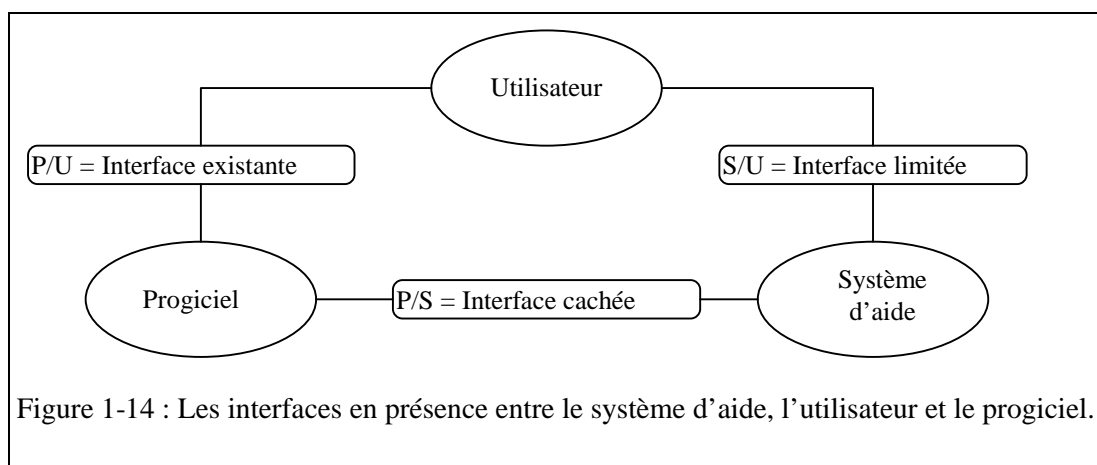 Utilisateur
P/U = Interface existante
S/U = Interface limitée
Progiciel
P/S = Interface cachée
Système
d’aide
Figure 1-14 : Les interfaces en présence entre le système d’aide, l’utilisateur et le progiciel.